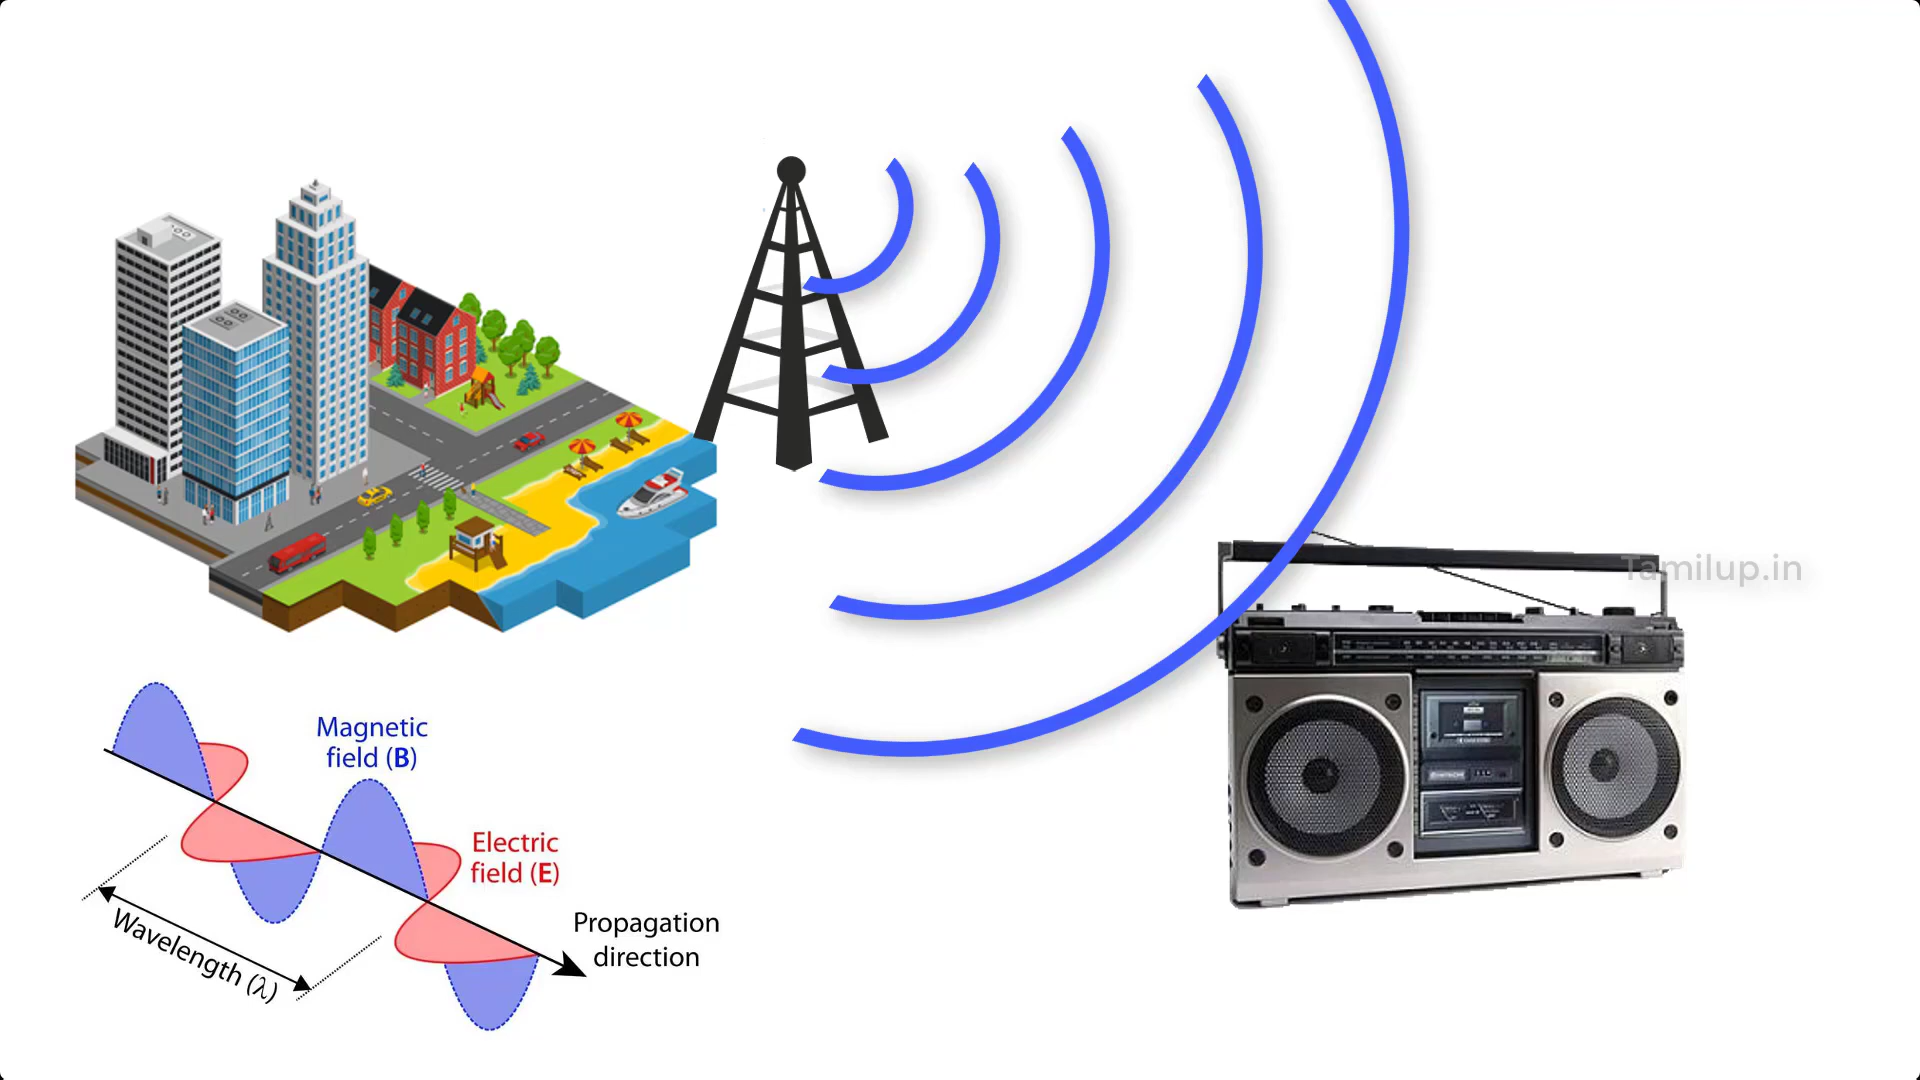 Tamilup.in
Magnetic
field (B)
Electric
field (E)
Propagation
direction
Wavelength (λ)